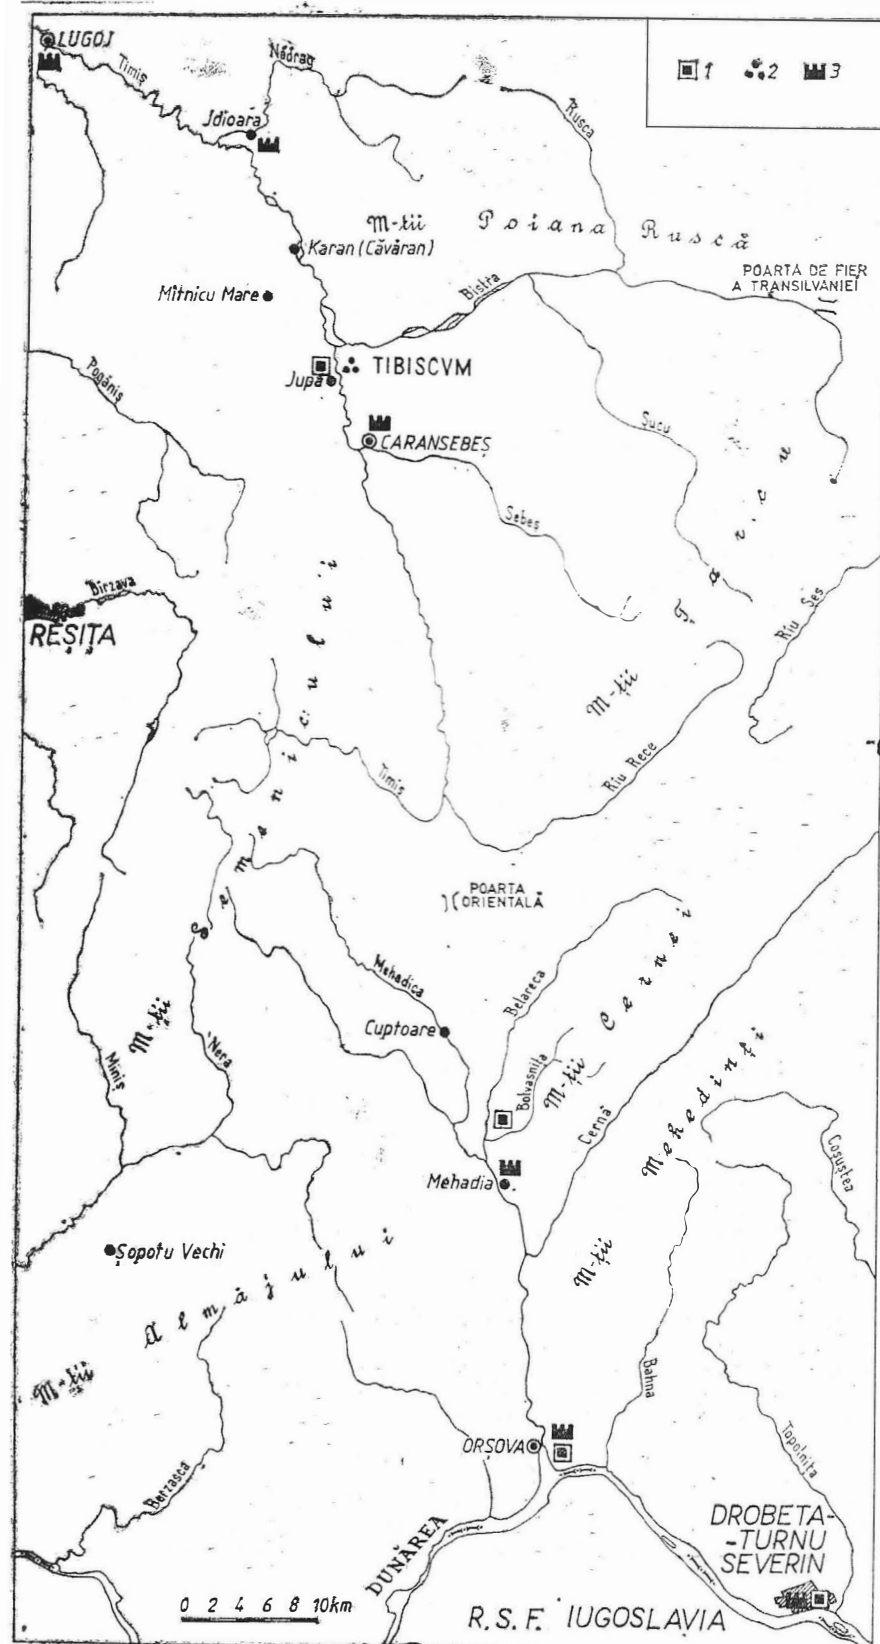 LUGOJ
1 2 3
Nădrag
Timiș
Jdioara
Rusca
M-ții Poiana Ruscă
Karan (Căvăran)
POARTA DE FIER
A TRANSILVANIEI
Bistra
Mîtnicu Mare
TIBISCVM
Jupa
Pogăniș
CARANSEBEȘ
Sucu
Sebeș
M-ții Țarcu
Bîrzava
REȘIȚA
Rîu Șes
Rîu Rece
Timiș
M-ții Semenicului
POARTA
ORIENTALĂ
Mehadica
Belareca
M-ții Cernei
Cuptoare
Bolvașnița
Nera
Miniș
Cerna
M-ții Mehedinți
Coșuștea
Mehadia
Șopotu Vechi
M-ții Almăjului
Bahna
ORȘOVA
Topolnița
Berzasca
DUNĂREA
DROBETA-
-TURNU
SEVERIN
0 2 4 6 8 10km
R.S.F. IUGOSLAVIA